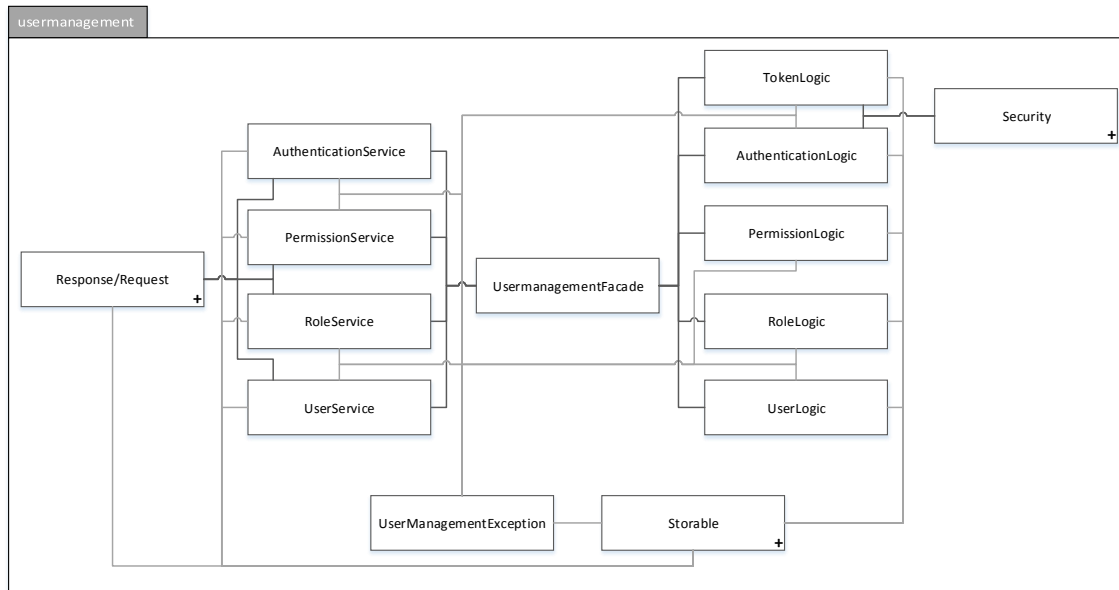 usermanagement
TokenLogic
Security
+
AuthenticationService
AuthenticationLogic
PermissionService
PermissionLogic
Response/Request
+
UsermanagementFacade
RoleService
RoleLogic
UserService
UserLogic
UserManagementException
Storable
+